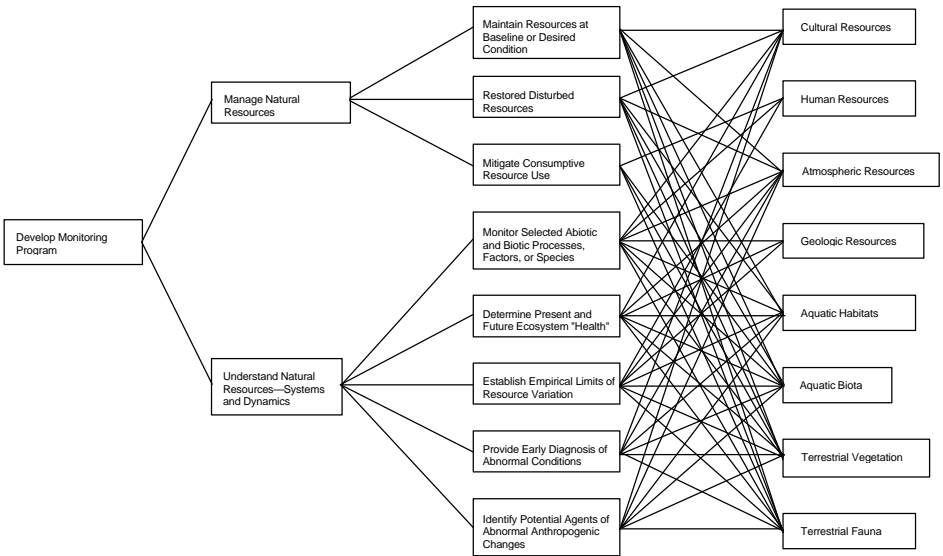 Develop Monitoring
Program
Manage Natural
Resources
Understand Natural
Resources—Systems
and Dynamics
Maintain Resources at
Baseline or Desired
Condition
Restored Disturbed
Resources
Mitigate Consumptive
Resource Use
Monitor Selected Abiotic
and Biotic Processes,
Factors, or Species
Determine Present and
Future Ecosystem "Health"
Establish Empirical Limits of
Resource Variation
Provide Early Diagnosis of
Abnormal Conditions
Identify Potential Agents of
Abnormal Anthropogenic
Changes
Cultural Resources
Human Resources
Atmospheric Resources
Geologic Resources
Aquatic Habitats
Aquatic Biota
Terrestrial Vegetation
Terrestrial Fauna